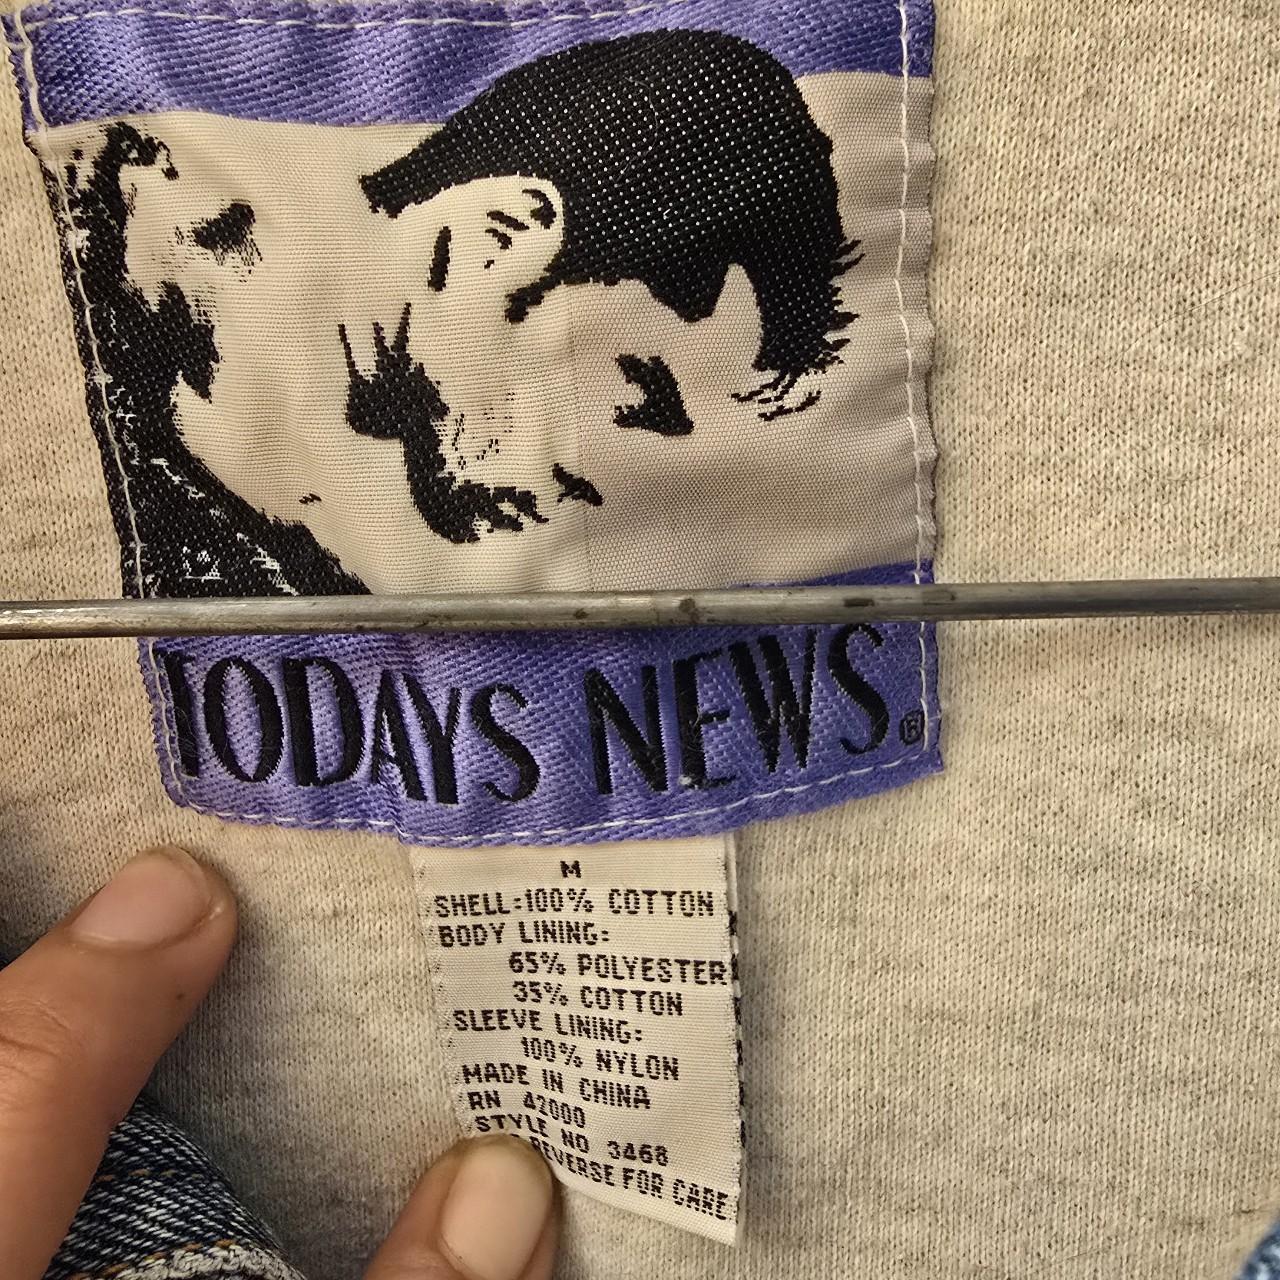 TODAYS NEWS®
M
SHELL:100% COTTON
BODY LINING:
65% POLYESTER
35% COTTON
SLEEVE LINING:
100% NYLON
MADE IN CHINA
RN 42000
STYLE NO 3468
REVERSE FOR CARE